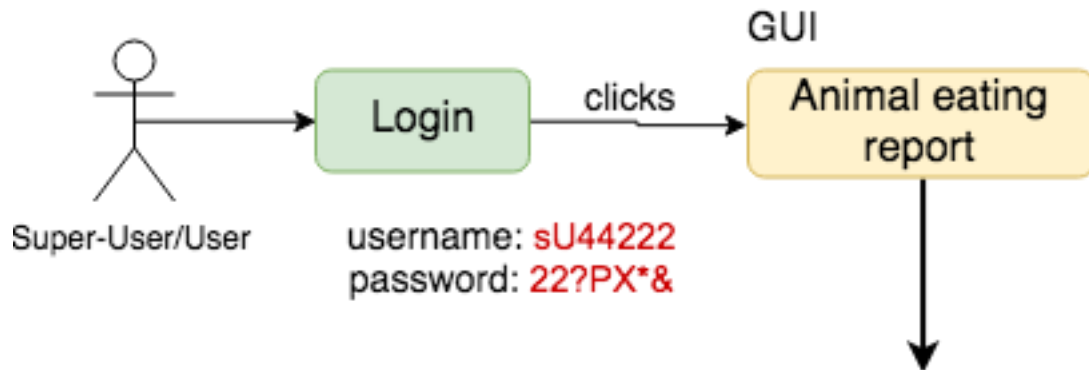 GUI
Login
clicks
Animal eating
report
Super-User/User
username: sU44222
password: 22?PX*&